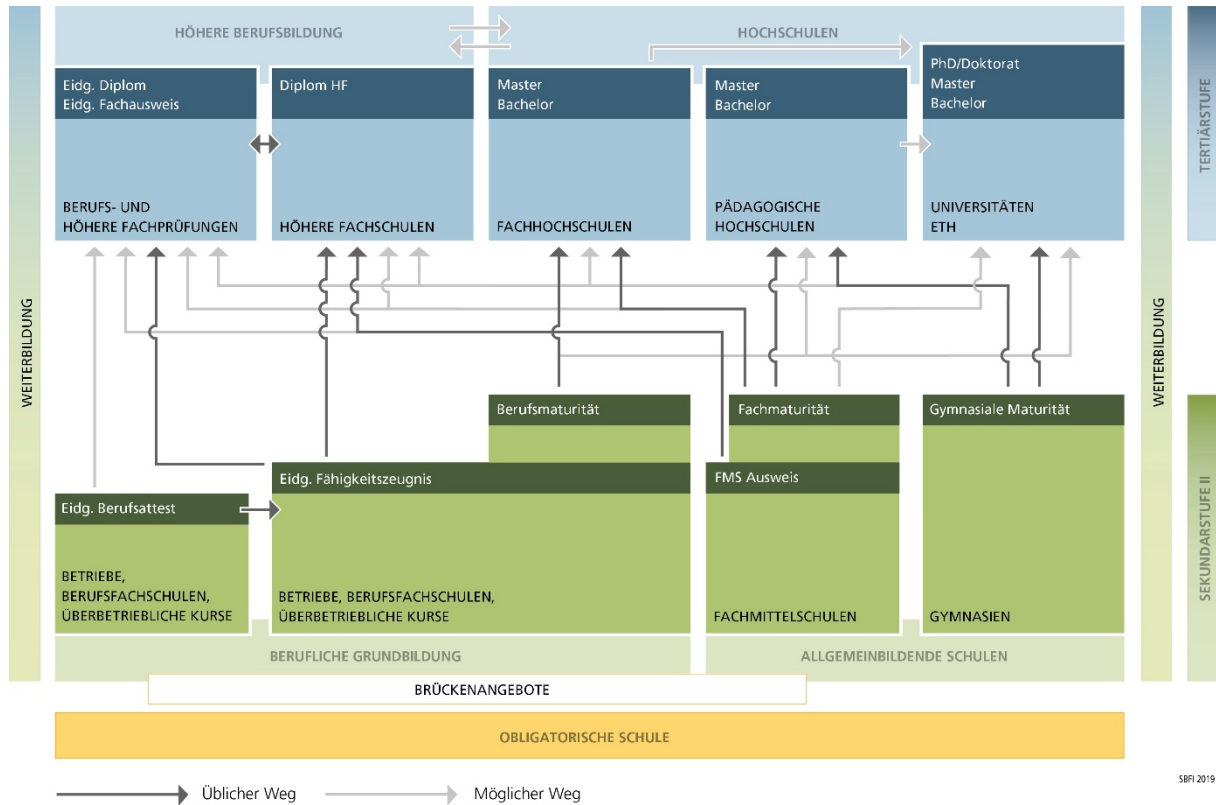 HÖHERE BERUFSBILDUNG
HOCHSCHULEN
Eidg. Diplom
Eidg. Fachausweis
Diplom HF
Master
Bachelor
Master
Bachelor
PhD/Doktorat
Master
Bachelor
BERUFS- UND
HÖHERE FACHPRÜFUNGEN
HÖHERE FACHSCHULEN
FACHHOCHSCHULEN
PÄDAGOGISCHE
HOCHSCHULEN
UNIVERSITÄTEN
ETH
TERTIÄRSTUFE
WEITERBILDUNG
WEITERBILDUNG
Berufsmaturität
Fachmaturität
Gymnasiale Maturität
Eidg. Fähigkeitszeugnis
FMS Ausweis
Eidg. Berufsattest
BETRIEBE,
BERUFSFACHSCHULEN,
ÜBERBETRIEBLICHE KURSE
BETRIEBE, BERUFSFACHSCHULEN,
ÜBERBETRIEBLICHE KURSE
FACHMITTELSCHULEN
GYMNASIEN
SEKUNDARSTUFE II
BERUFLICHE GRUNDBILDUNG
ALLGEMEINBILDENDE SCHULEN
BRÜCKENANGEBOTE
OBLIGATORISCHE SCHULE
SBFI 2019
Üblicher Weg
Möglicher Weg